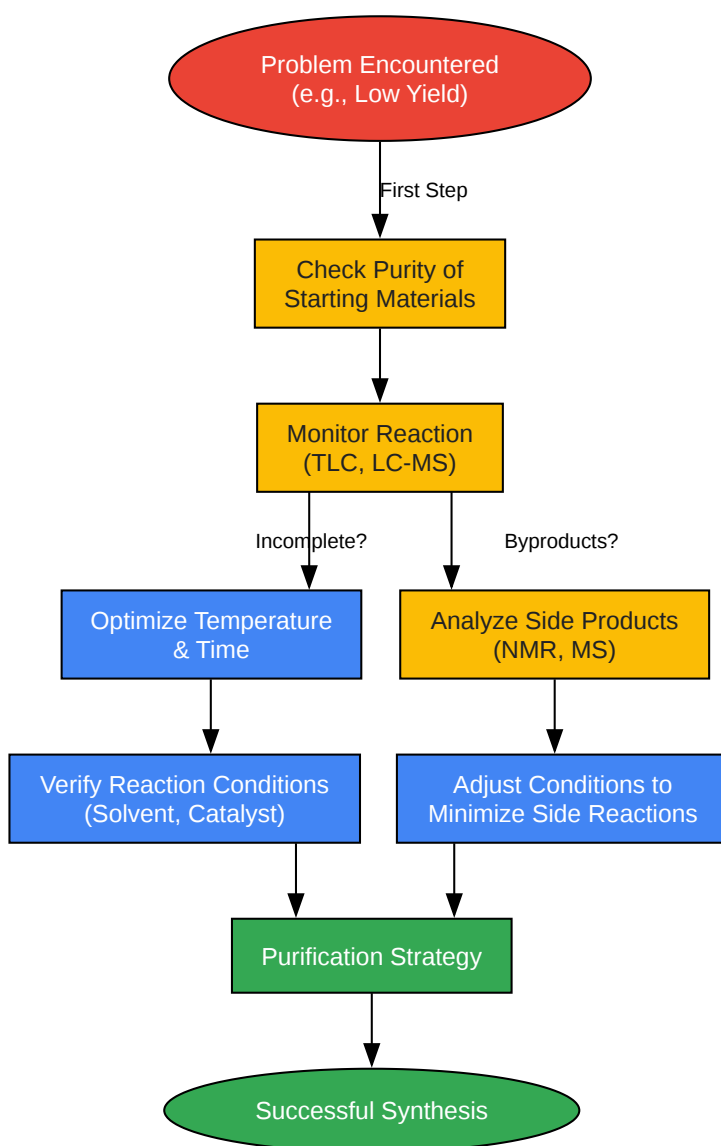 Problem Encountered
(e.g., Low Yield)
First Step
Check Purity of
Starting Materials
Monitor Reaction
(TLC, LC-MS)
Incomplete?
Byproducts?
Optimize Temperature
& Time
Analyze Side Products
(NMR, MS)
Verify Reaction Conditions
(Solvent, Catalyst)
Adjust Conditions to
Minimize Side Reactions
Purification Strategy
Successful Synthesis